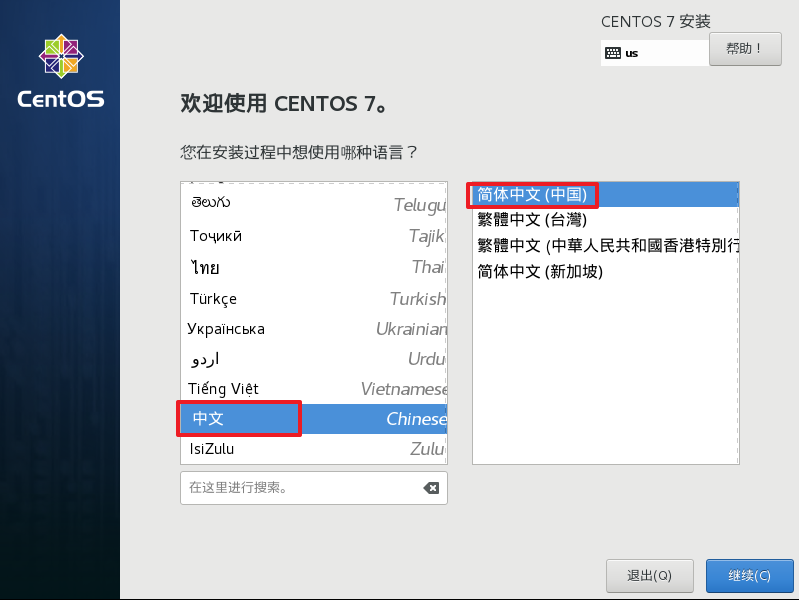 CENTOS 7 安装
us
帮助！
CentOS
欢迎使用 CENTOS 7。
您在安装过程中想使用哪种语言？
తెలుగు Telugu
Тоҷикӣ Tajik
ไทย Thai
Türkçe Turkish
Українська Ukrainian
اردو Urdu
Tiếng Việt Vietnamese
中文 Chinese
IsiZulu Zulu
在这里进行搜索。
简体中文 (中国)
繁體中文 (台灣)
繁體中文 (中華人民共和國香港特別行
简体中文 (新加坡)
退出(Q)
继续(C)